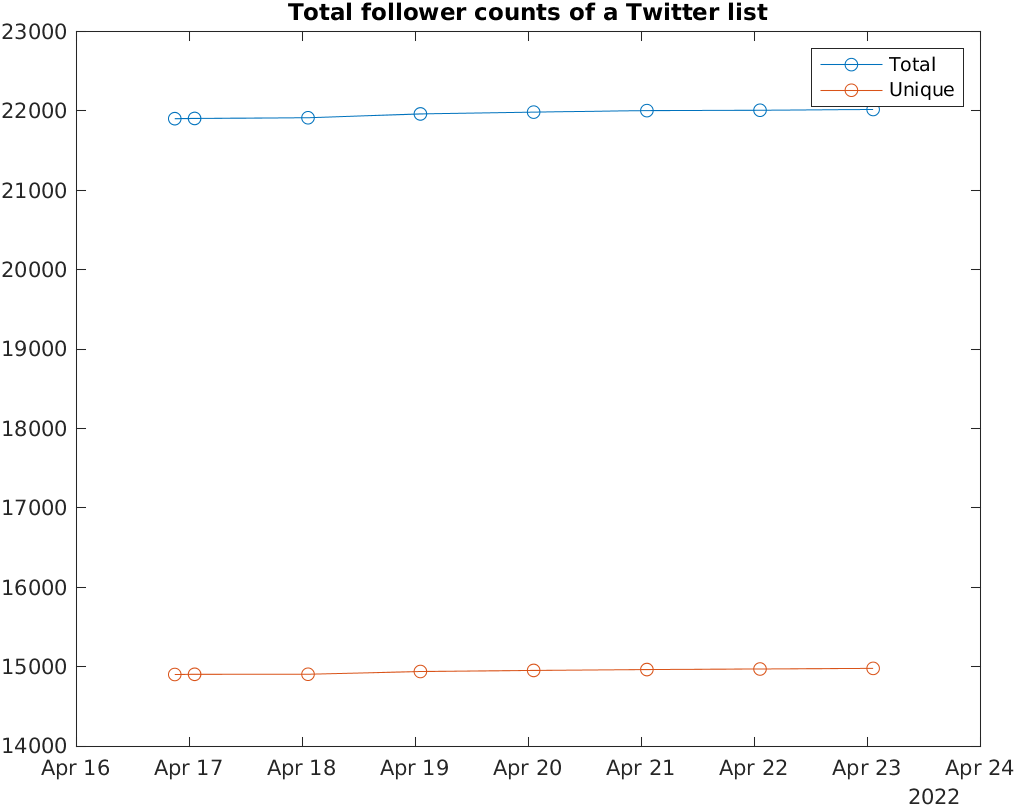 Total follower counts of a Twitter list
23000
22000
21000
20000
19000
18000
17000
16000
15000
14000
Total
Unique
Apr 16 Apr 17 Apr 18 Apr 19 Apr 20 Apr 21 Apr 22 Apr 23 Apr 24
2022